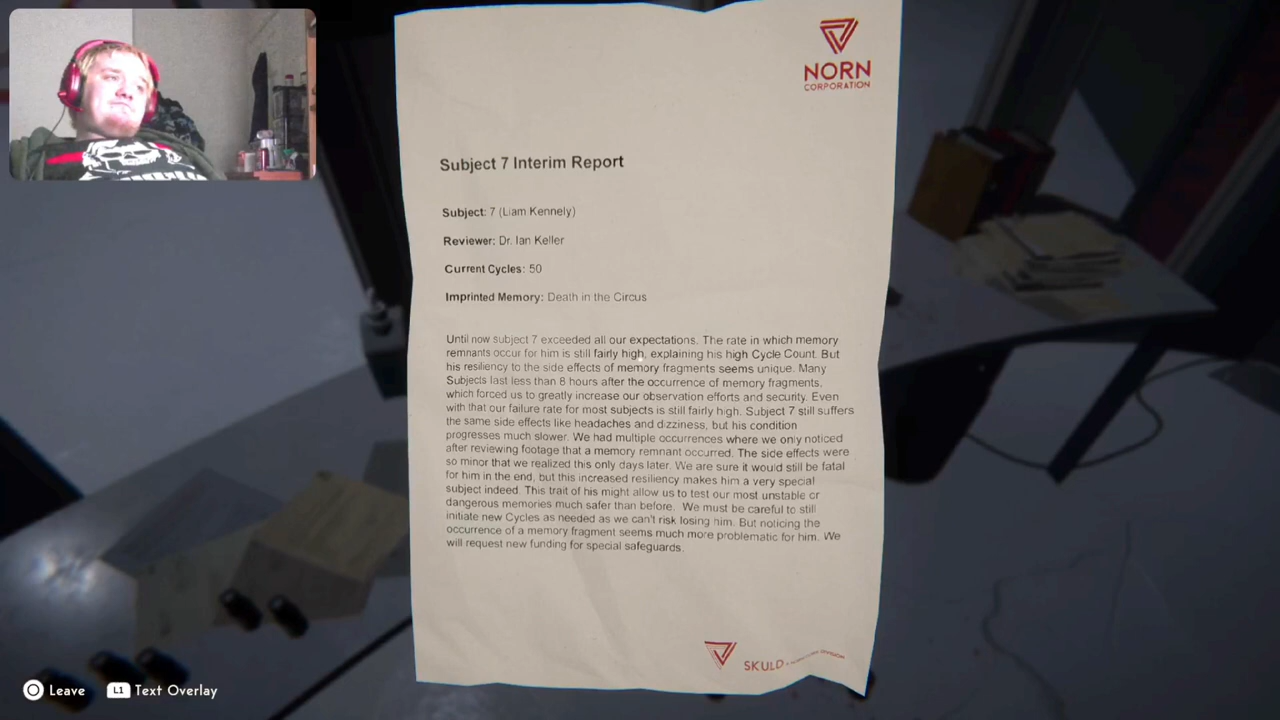 NORN
CORPORATION
Subject 7 Interim Report
Subject: 7 (Liam Kennely)
Reviewer: Dr. Ian Keller
Current Cycles: 50
Imprinted Memory: Death in the Circus
Until now subject 7 exceeded all our expectations. The rate in which memory
remnants occur for him is still fairly high, explaining his high Cycle Count. But
his resiliency to the side effects of memory fragments seems unique. Many
Subjects last less than 8 hours after the occurrence of memory fragments,
which forced us to greatly increase our observation efforts and security. Even
with that our failure rate for most subjects is still fairly high. Subject 7 still suffers
the same side effects like headaches and dizziness, but his condition
progresses much slower. We had multiple occurrences where we only noticed
after reviewing footage that a memory remnant occurred. The side effects were
so minor that we realized this only days later. We are sure it would still be fatal
for him in the end, but this increased resiliency makes him a very special
subject indeed. This trait of his might allow us to test our most unstable or
dangerous memories much safer than before. We must be careful to still
initiate new Cycles as needed as we can't risk losing him. But noticing the
occurrence of a memory fragment seems much more problematic for him. We
will request new funding for special safeguards.
SKULD
Leave
L1 Text Overlay